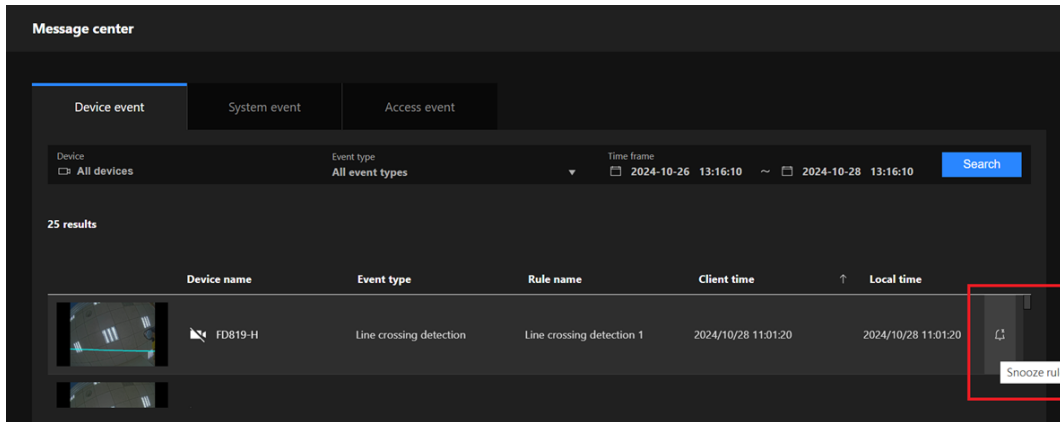 Message center
Device event System event Access event
Device Event type Time frame
All devices All event types 2024-10-26 13:16:10 ~ 2024-10-28 13:16:10 Search
25 results
Device name Event type Rule name Client time ↑ Local time
FD819-H Line crossing detection Line crossing detection 1 2024/10/28 11:01:20 2024/10/28 11:01:20
Snooze rul